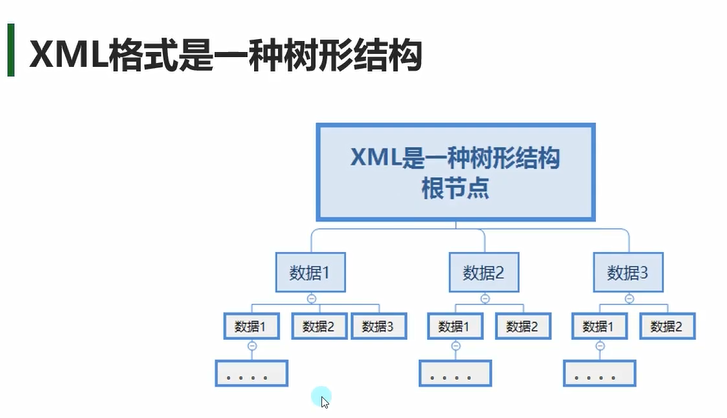 XML格式是一种树形结构
XML是一种树形结构
根节点
数据1
数据2
数据3
数据1
数据2
数据3
数据1
数据2
数据1
数据2
. . . .
. . . .
. . . .